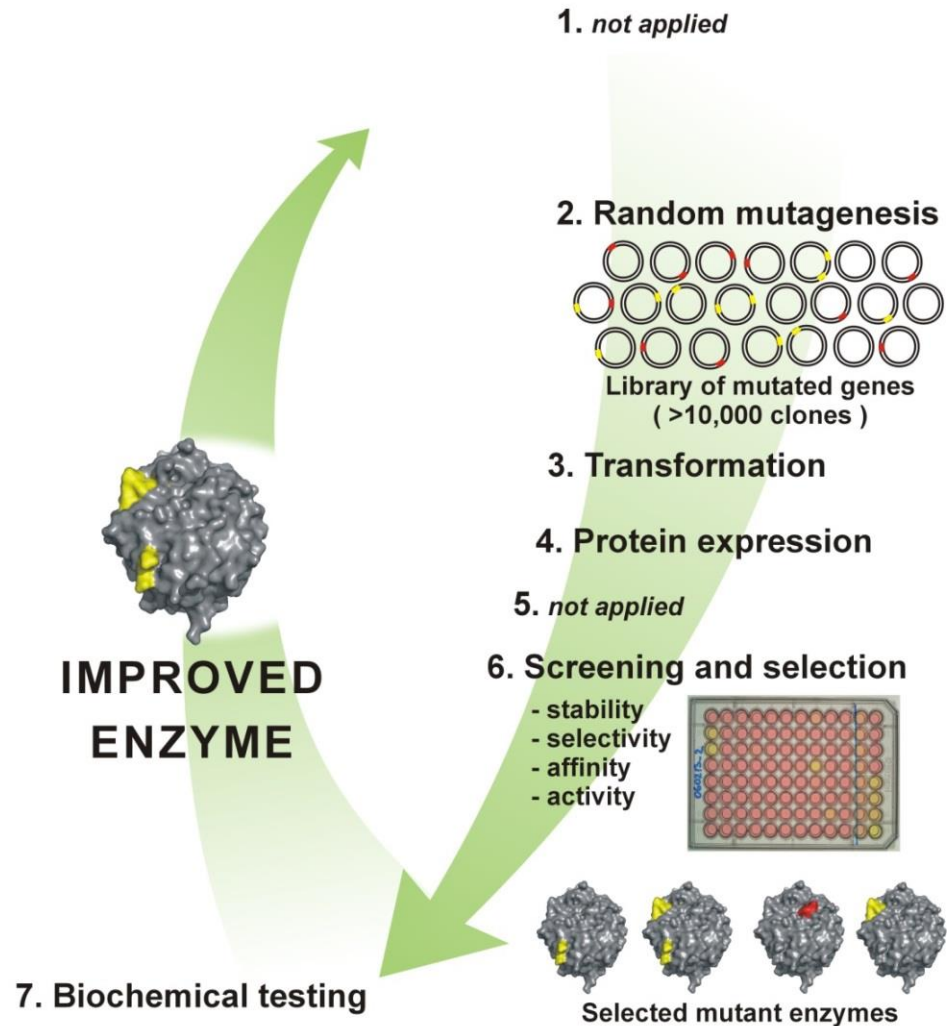 1. not applied
2. Random mutagenesis
Library of mutated genes
( >10,000 clones )
3. Transformation
4. Protein expression
5. not applied
6. Screening and selection
- stability
- selectivity
- affinity
- activity
IMPROVED
ENZYME
7. Biochemical testing
Selected mutant enzymes